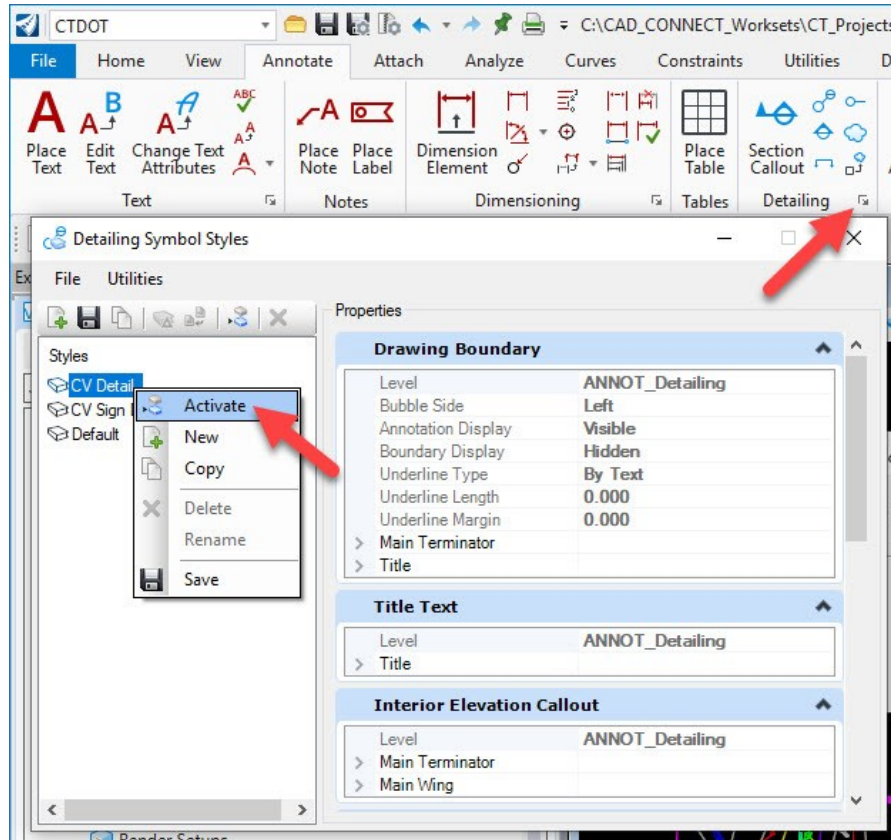 CTDOT
C:\CAD_CONNECT_Worksets\CT_Projects
File Home View Annotate Attach Analyze Curves Constraints Utilities D
Place Text
Edit Text
Change Text Attributes
ABC
Place Note
Place Label
Dimension Element
Place Table
Section Callout
Text Notes Dimensioning Tables Detailing
Detailing Symbol Styles
Ex
File Utilities
Styles
CV Detail
CV Sign
Default
Activate
New
Copy
Delete
Rename
Save
Properties
Drawing Boundary
Level ANNOT_Detailing
Bubble Side Left
Annotation Display Visible
Boundary Display Hidden
Underline Type By Text
Underline Length 0.000
Underline Margin 0.000
Main Terminator
Title
Title Text
Level ANNOT_Detailing
Title
Interior Elevation Callout
Level ANNOT_Detailing
Main Terminator
Main Wing
Render Setups